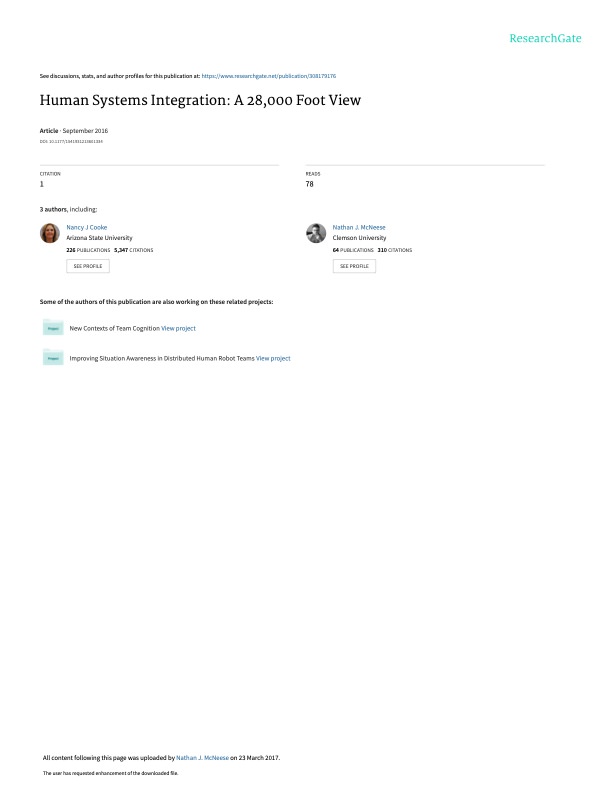 ResearchGate
See discussions, stats, and author profiles for this publication at: https://www.researchgate.net/publication/308179176
Human Systems Integration: A 28,000 Foot View
Article · September 2016
DOI: 10.1177/1541931213601355
CITATION
1
READS
78
3 authors, including:
Nancy J Cooke
Arizona State University
226 PUBLICATIONS 5,347 CITATIONS
SEE PROFILE
Nathan J. McNeese
Clemson University
64 PUBLICATIONS 310 CITATIONS
SEE PROFILE
Some of the authors of this publication are also working on these related projects:
Project
New Contexts of Team Cognition View project
Project
Improving Situation Awareness in Distributed Human Robot Teams View project
All content following this page was uploaded by Nathan J. McNeese on 23 March 2017.
The user has requested enhancement of the downloaded file.